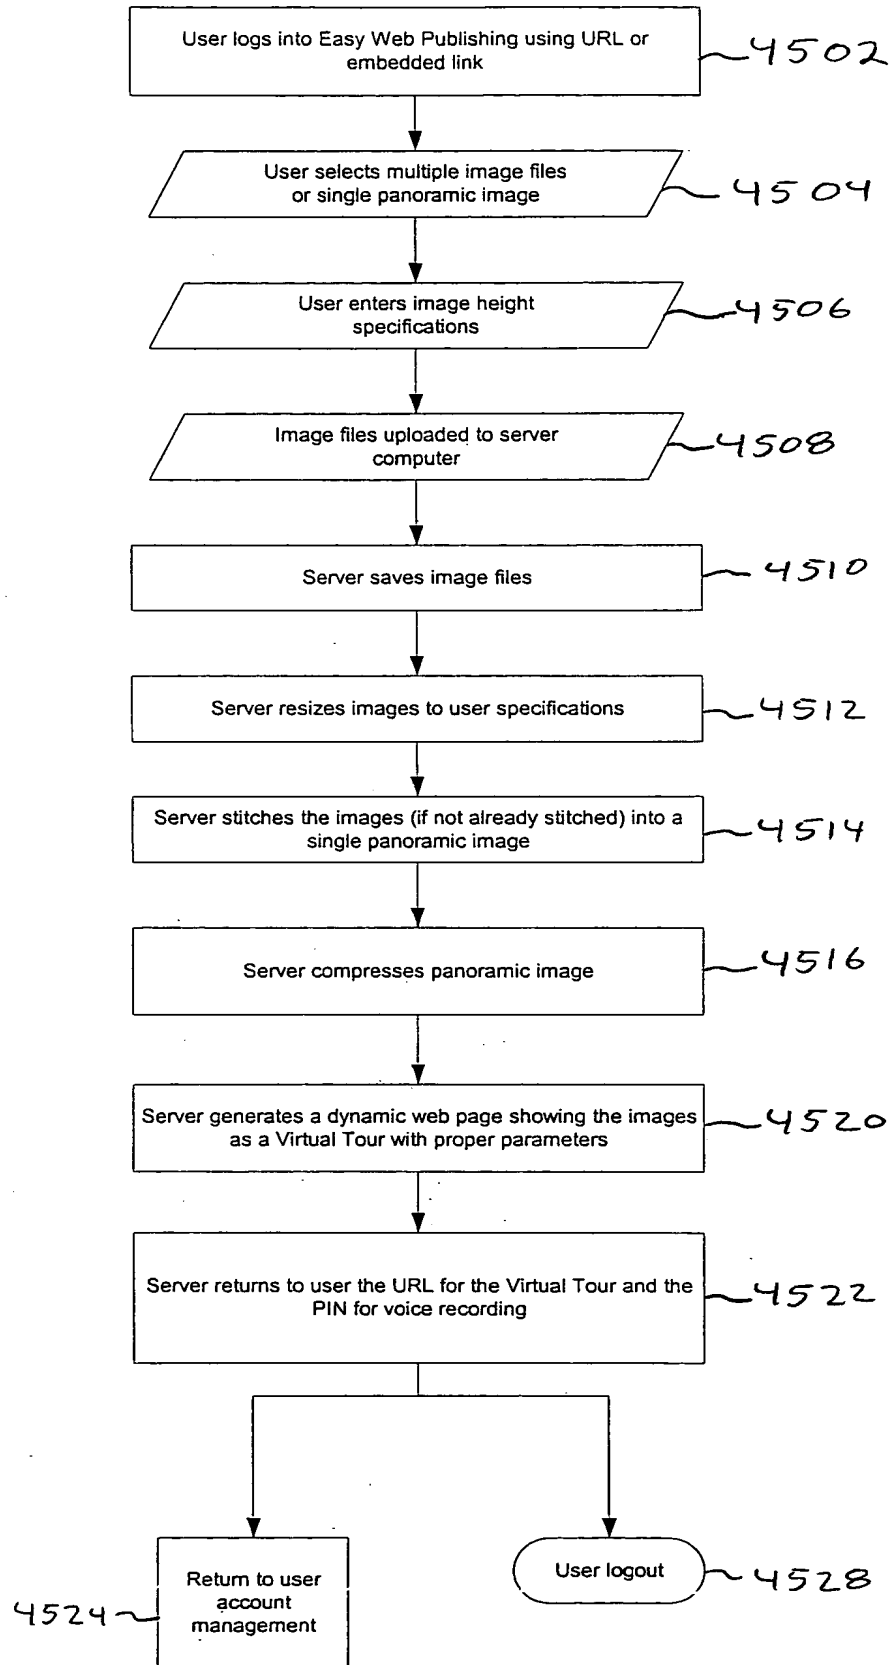 User logs into Easy Web Publishing using URL or
embedded link
4502
User selects multiple image files
or single panoramic image
4504
User enters image height
specifications
4506
Image files uploaded to server
computer
4508
Server saves image files
4510
Server resizes images to user specifications
4512
Server stitches the images (if not already stitched) into a
single panoramic image
4514
Server compresses panoramic image
4516
Server generates a dynamic web page showing the images
as a Virtual Tour with proper parameters
4520
Server returns to user the URL for the Virtual Tour and the
PIN for voice recording
4522
Return to user
account
management
4524
User logout
4528